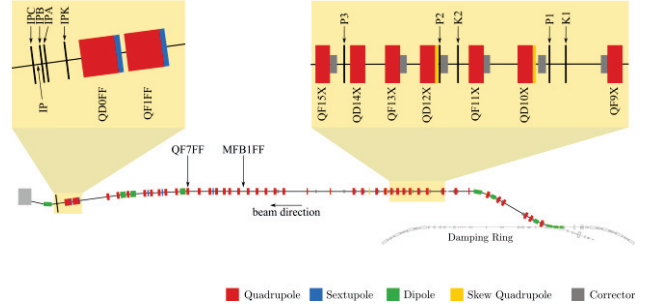 IPC
IPB
IPA
IPK
IP
QD0FF
QF1FF
P3
P2
K2
P1
K1
QF15X
QD14X
QF13X
QD12X
QF11X
QD10X
QF9X
QF7FF
MFB1FF
beam direction
Damping Ring
Quadrupole
Sextupole
Dipole
Skew Quadrupole
Corrector